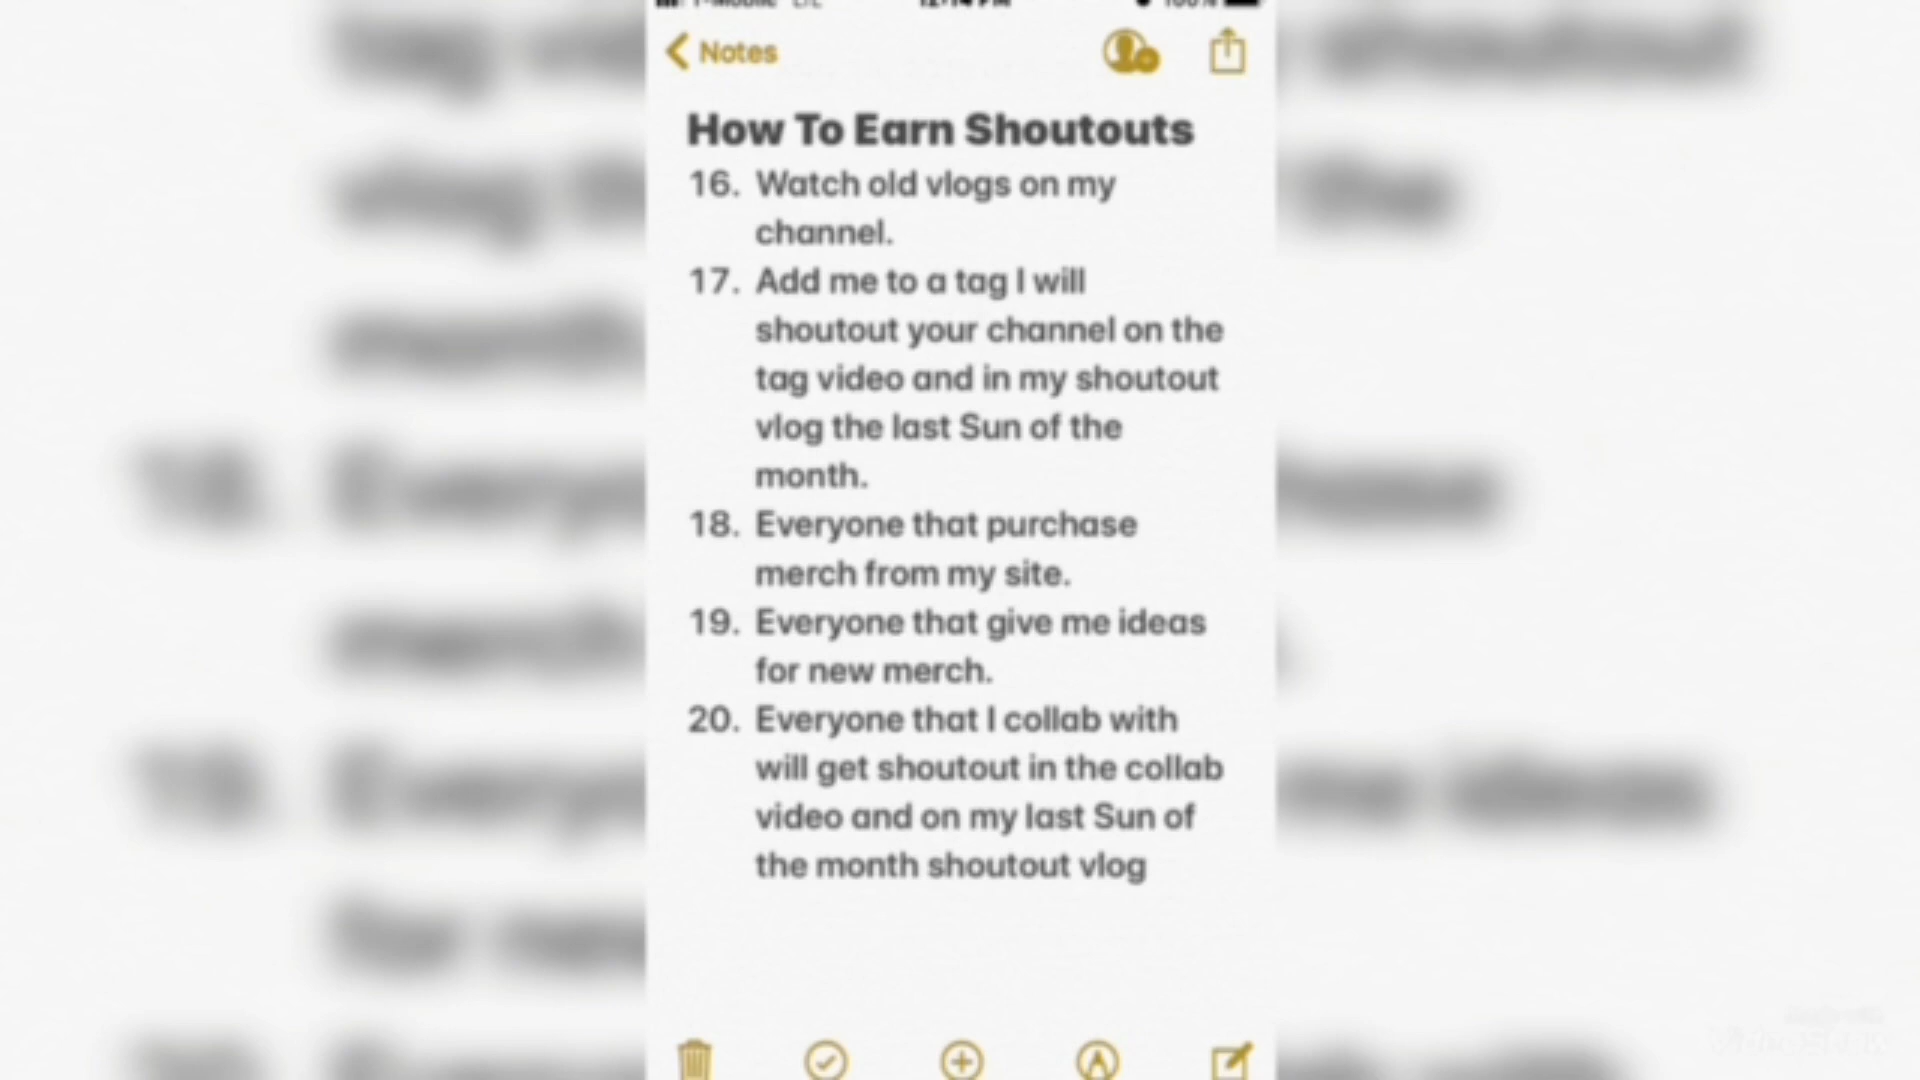 Notes
How To Earn Shoutouts
16. Watch old vlogs on my
channel.
17. Add me to a tag I will
shoutout your channel on the
tag video and in my shoutout
vlog the last Sun of the
month.
18. Everyone that purchase
merch from my site.
19. Everyone that give me ideas
for new merch.
20. Everyone that I collab with
will get shoutout in the collab
video and on my last Sun of
the month shoutout vlog